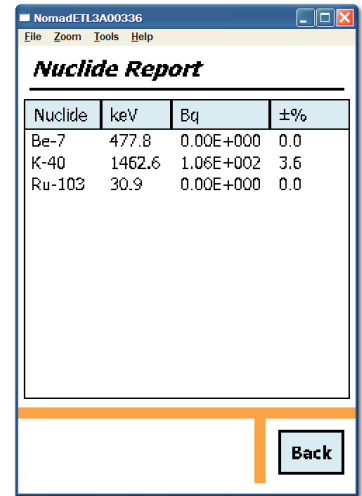 NomadETL3A00336
File Zoom Tools Help
Nuclide Report
Nuclide keV Bq ±%
Be-7 477.8 0.00E+000 0.0
K-40 1462.6 1.06E+002 3.6
Ru-103 30.9 0.00E+000 0.0
Back